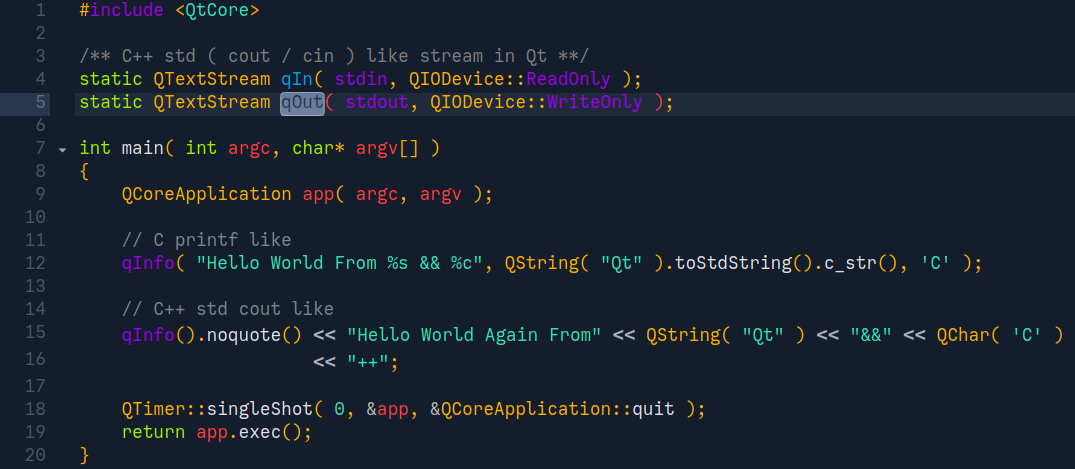 1 #include <QtCore>
2
3 /** C++ std ( cout / cin ) like stream in Qt **/
4 static QTextStream qIn( stdin, QIODevice::ReadOnly );
5 static QTextStream qOut( stdout, QIODevice::WriteOnly );
6
7 int main( int argc, char* argv[] )
8 {
9     QCoreApplication app( argc, argv );
10
11     // C printf like
12     qInfo( "Hello World From %s && %c", QString( "Qt" ).toStdString().c_str(), 'C' );
13
14     // C++ std cout like
15     qInfo().noquote() << "Hello World Again From" << QString( "Qt" ) << "&&" << QChar( 'C' )
16                       << "++";
17
18     QTimer::singleShot( 0, &app, &QCoreApplication::quit );
19     return app.exec();
20 }